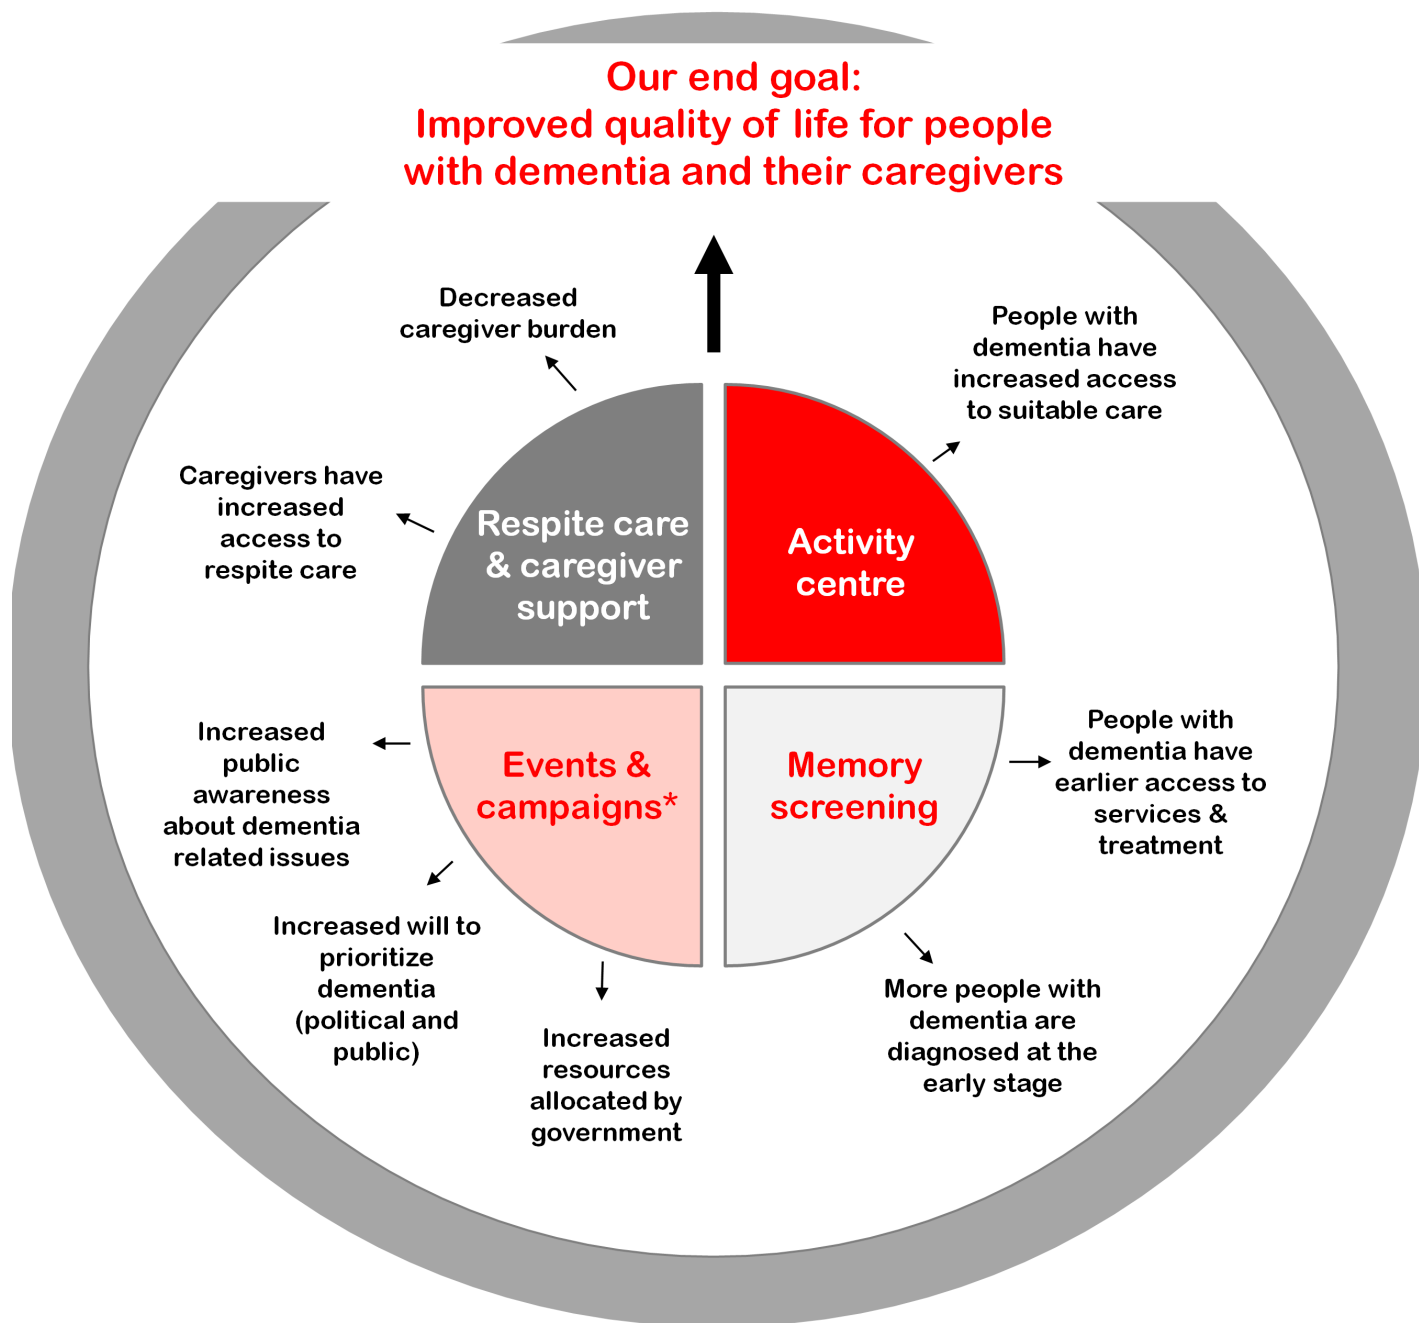 Our end goal:
Improved quality of life for people
with dementia and their caregivers
Decreased
caregiver burden
People with
dementia have
increased access
to suitable care
Caregivers have
increased
access to
respite care
Respite care
& caregiver
support
Activity
centre
Increased
public
awareness
about dementia
related issues
Events &
campaigns*
Memory
screening
People with
dementia have
earlier access to
services &
treatment
Increased will to
prioritize
dementia
(political and
public)
Increased
resources
allocated by
government
More people with
dementia are
diagnosed at the
early stage